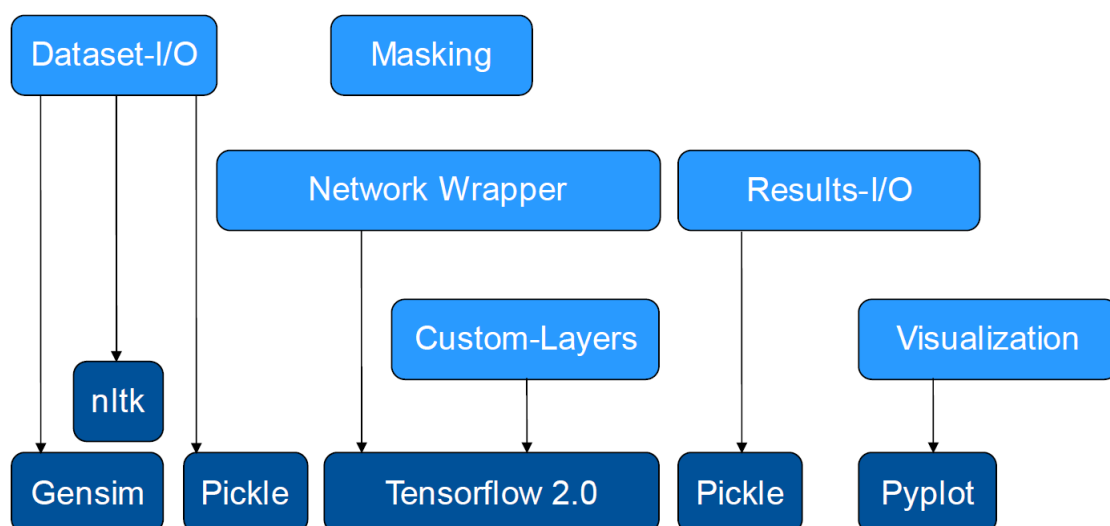 Dataset-I/O
Masking
Network Wrapper
Results-I/O
Custom-Layers
Visualization
nltk
Gensim
Pickle
Tensorflow 2.0
Pickle
Pyplot